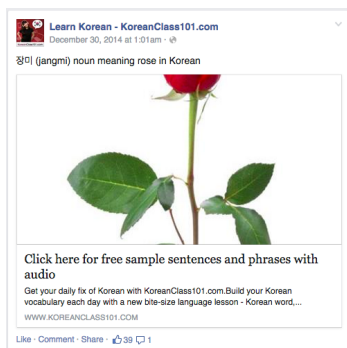 Learn Korean - KoreanClass101.com
December 30, 2014 at 1:01am ·
장미 (jangmi) noun meaning rose in Korean
Click here for free sample sentences and phrases with
audio
Get your daily fix of Korean with KoreanClass101.com.Build your Korean
vocabulary each day with a new bite-size language lesson - Korean word,...
WWW.KOREANCLASS101.COM
Like · Comment · Share · 39 1